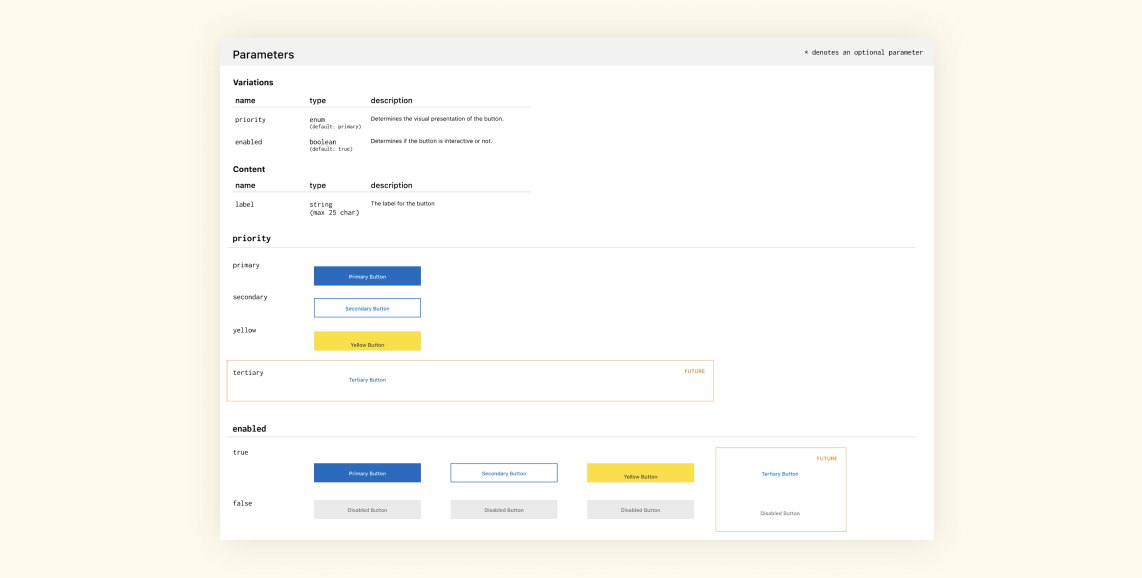 Parameters
* denotes an optional parameter
Variations
name type description
priority enum Determines the visual presentation of the button.
(default: primary)
enabled boolean Determines if the button is interactive or not.
(default: true)
Content
name type description
label string The label for the button
(max 25 char)
priority
primary
Primary Button
secondary
Secondary Button
yellow
Yellow Button
tertiary
FUTURE
Tertiary Button
enabled
true
FUTURE
Primary Button Secondary Button Yellow Button Tertiary Button
false
Disabled Button Disabled Button Disabled Button Disabled Button